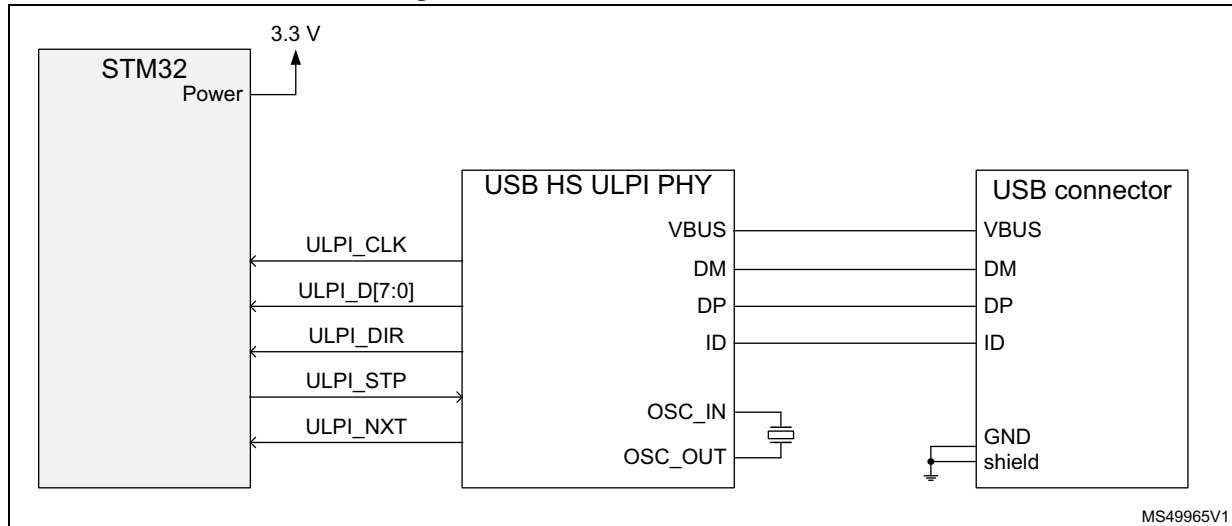 3.3 V
STM32
Power
USB HS ULPI PHY
USB connector
VBUS
VBUS
ULPI_CLK
DM
DM
ULPI_D[7:0]
DP
DP
ULPI_DIR
ID
ID
ULPI_STP
OSC_IN
ULPI_NXT
GND
OSC_OUT
shield
MS49965V1